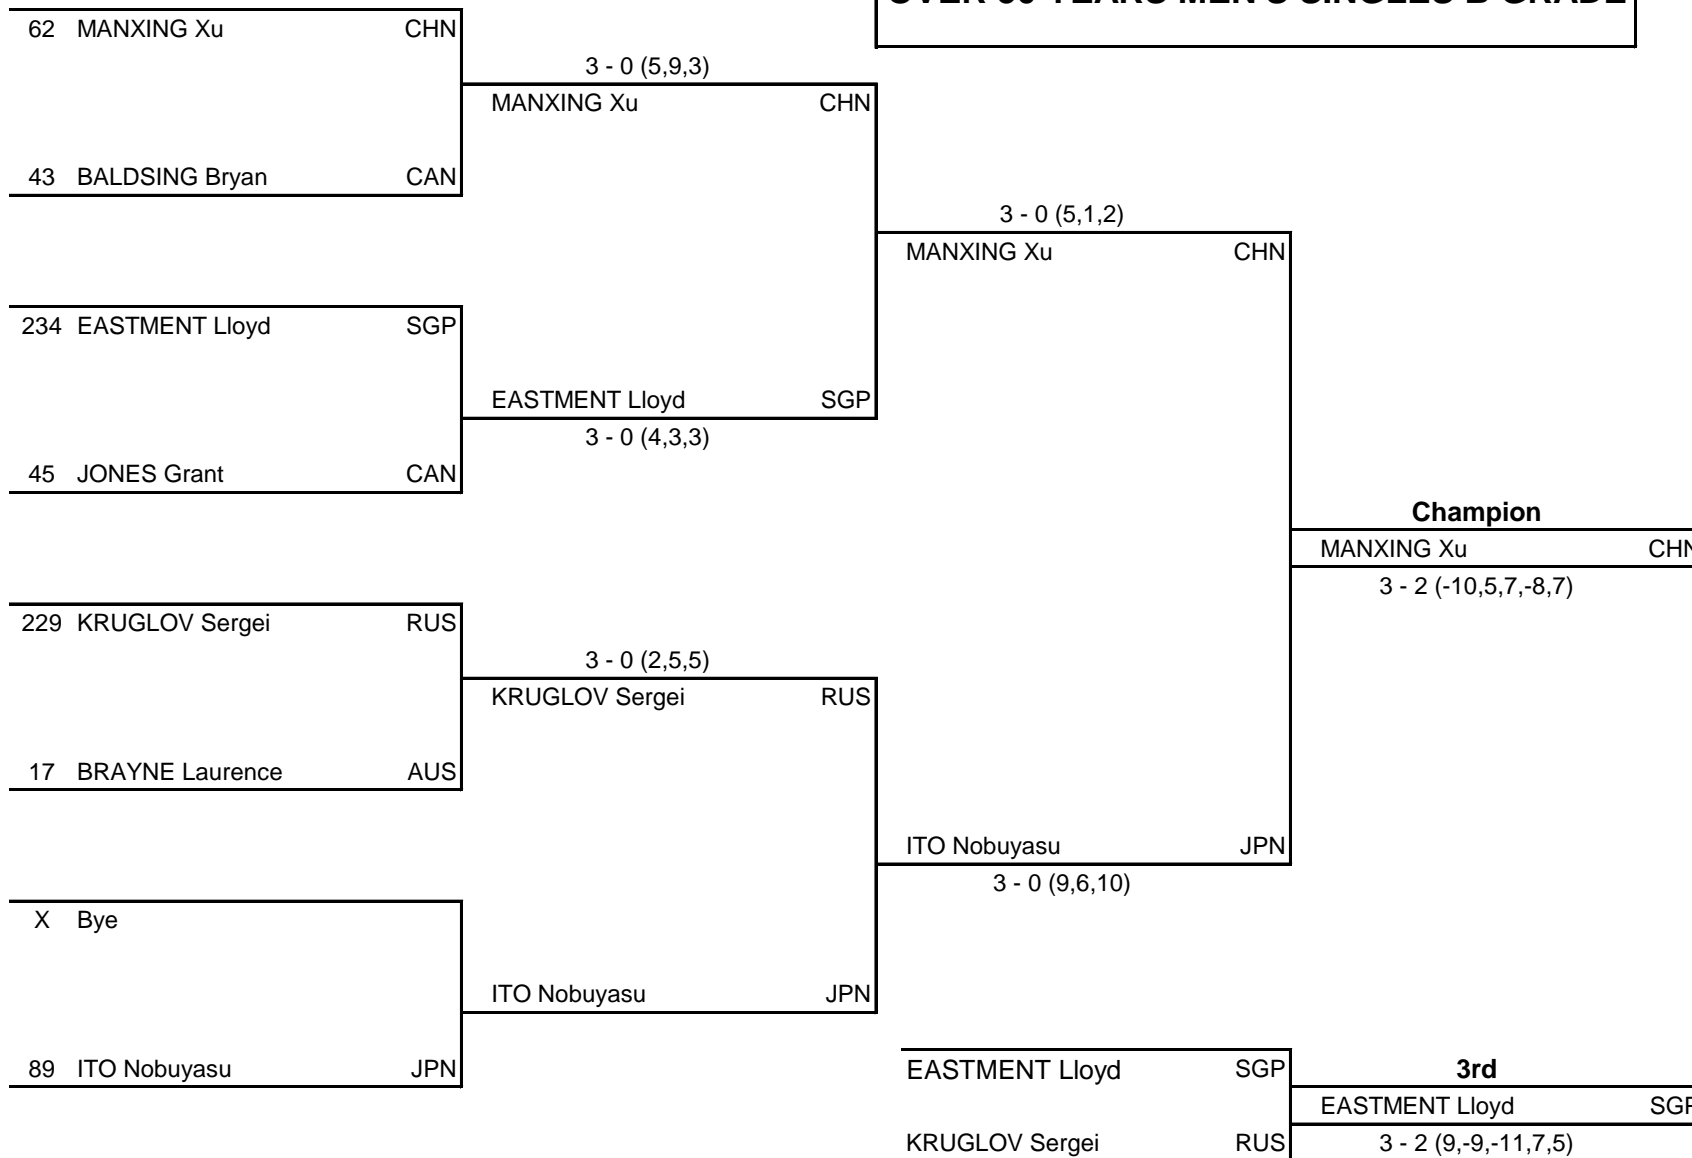 62 MANXING Xu CHN
3 - 0 (5,9,3)
MANXING Xu CHN
43 BALDSING Bryan CAN
3 - 0 (5,1,2)
MANXING Xu CHN
234 EASTMENT Lloyd SGP
EASTMENT Lloyd SGP
3 - 0 (4,3,3)
45 JONES Grant CAN
Champion
MANXING Xu CHN
3 - 2 (-10,5,7,-8,7)
229 KRUGLOV Sergei RUS
3 - 0 (2,5,5)
KRUGLOV Sergei RUS
17 BRAYNE Laurence AUS
ITO Nobuyasu JPN
3 - 0 (9,6,10)
X Bye
ITO Nobuyasu JPN
89 ITO Nobuyasu JPN
EASTMENT Lloyd SGP
3rd
EASTMENT Lloyd SGP
KRUGLOV Sergei RUS
3 - 2 (9,-9,-11,7,5)